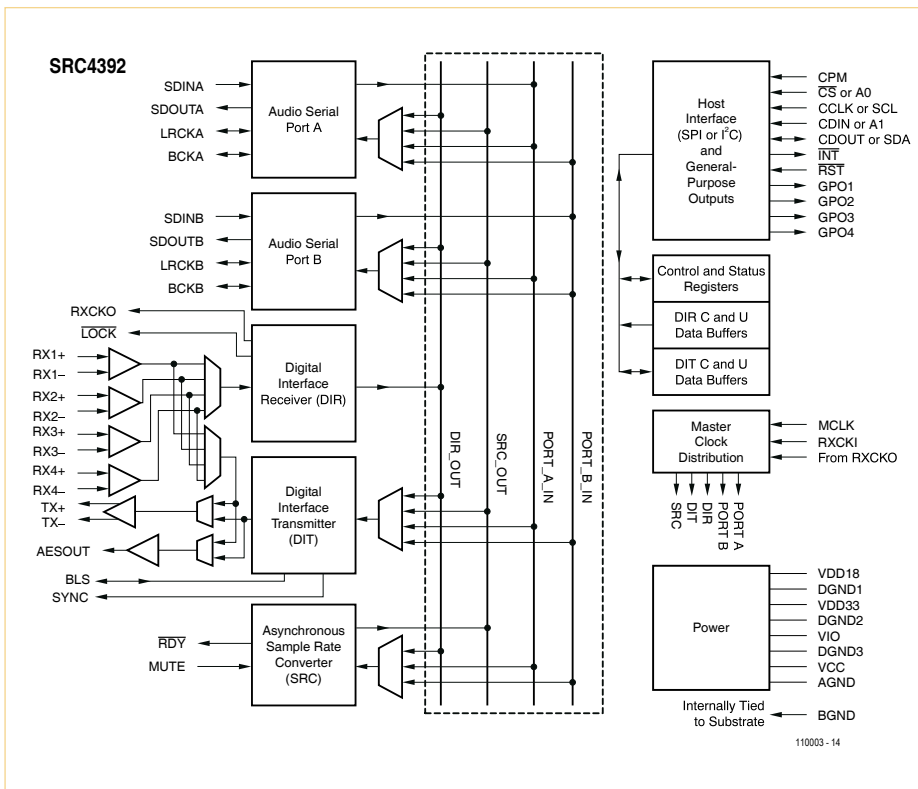 SRC4392
SDINA
SDOUTA
LRCKA
BCKA
Audio Serial
Port A
SDINB
SDOUTB
LRCKB
BCKB
Audio Serial
Port B
RXCKO
LOCK
RX1+
RX1–
RX2+
RX2–
RX3+
RX3–
RX4+
RX4–
TX+
TX–
AESOUT
BLS
SYNC
Digital
Interface
Receiver (DIR)
Digital
Interface
Transmitter
(DIT)
RDY
MUTE
Asynchronous
Sample Rate
Converter
(SRC)
DIR_OUT
SRC_OUT
PORT_A_IN
PORT_B_IN
Host
Interface
(SPI or I²C)
and
General-
Purpose
Outputs
CPM
CS or A0
CCLK or SCL
CDIN or A1
CDOUT or SDA
INT
RST
GPO1
GPO2
GPO3
GPO4
Control and Status
Registers
DIR C and U
Data Buffers
DIT C and U
Data Buffers
Master
Clock
Distribution
MCLK
RXCKI
From RXCKO
SRC
DIT
DIR
PORT B
PORT A
Power
VDD18
DGND1
VDD33
DGND2
VIO
DGND3
VCC
AGND
Internally Tied
to Substrate
BGND
110003 - 14